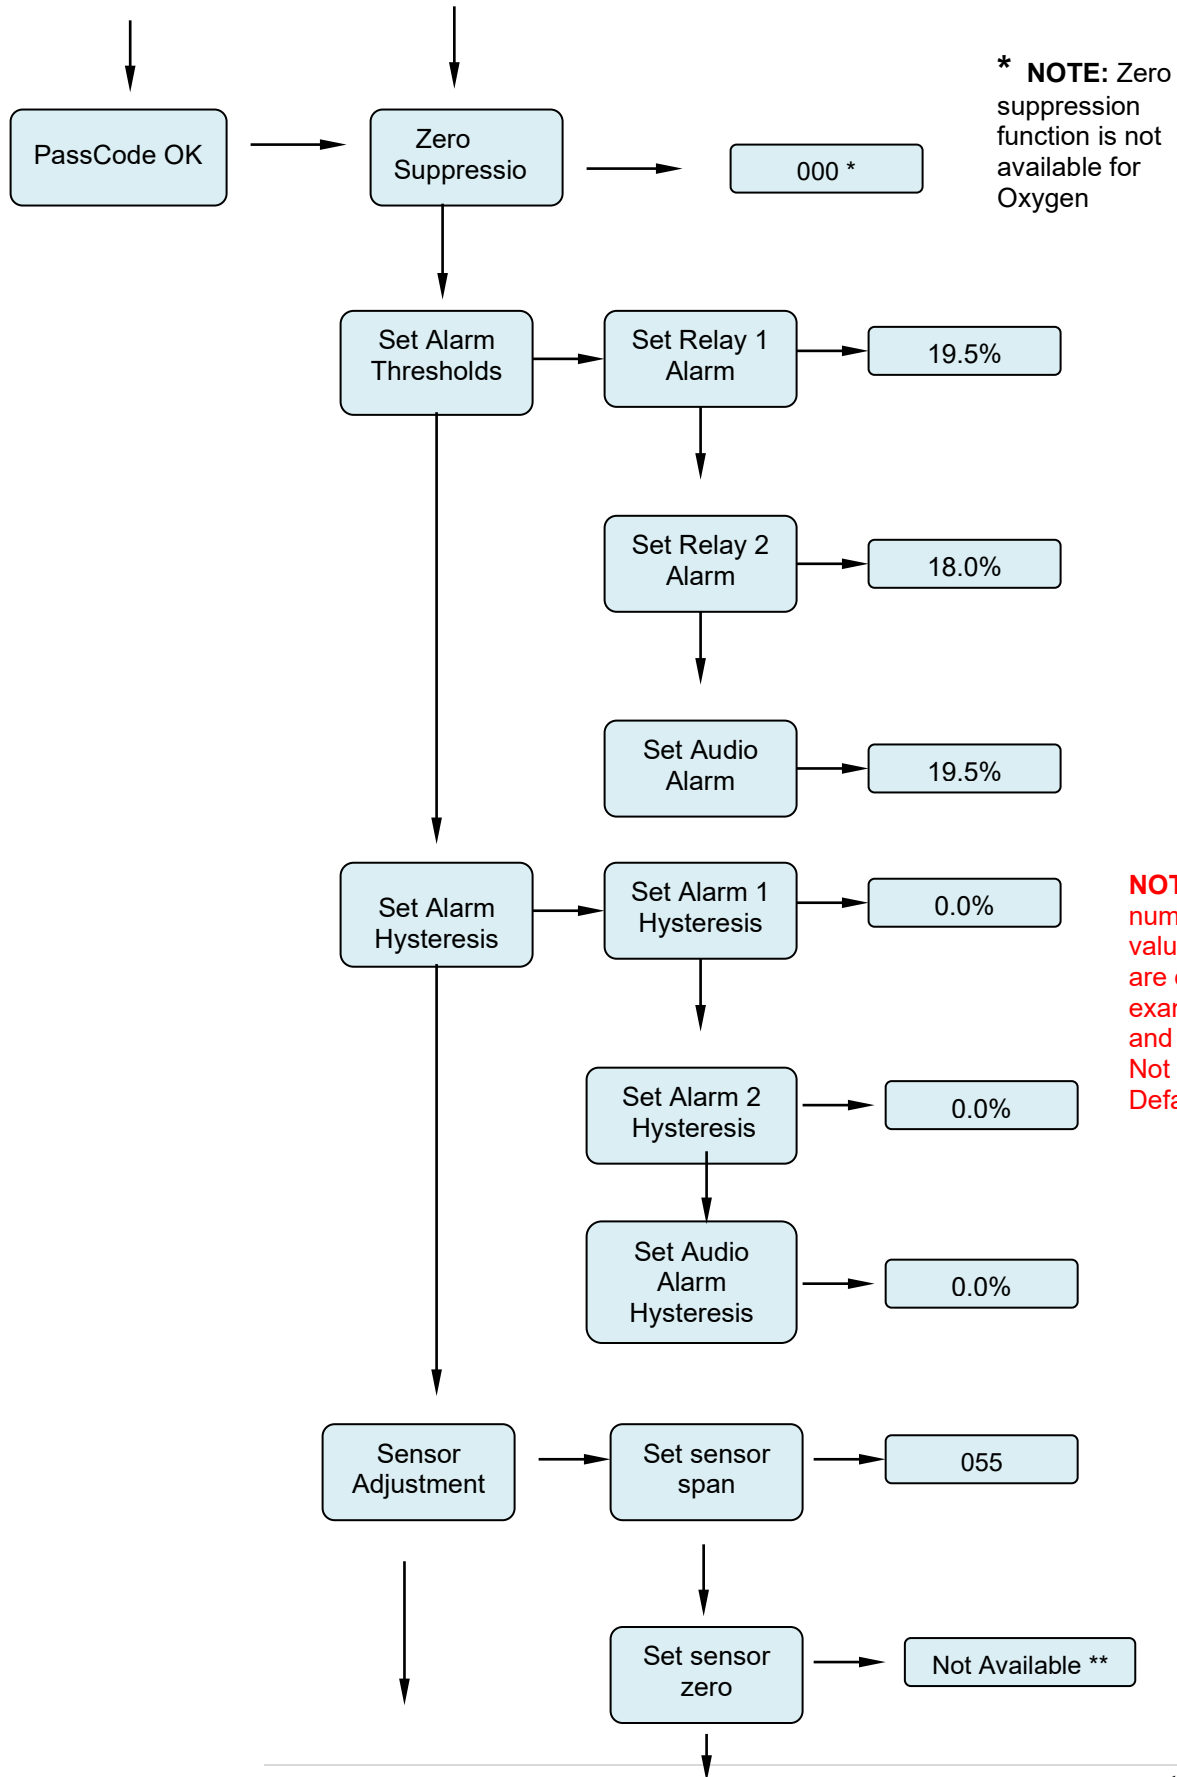 * NOTE: Zero
suppression
function is not
available for
Oxygen
PassCode OK
Zero
Suppressio
000 *
Set Alarm
Thresholds
Set Relay 1
Alarm
19.5%
Set Relay 2
Alarm
18.0%
Set Audio
Alarm
19.5%
Set Alarm
Hysteresis
Set Alarm 1
Hysteresis
0.0%
are
and
Not
Set Alarm 2
Hysteresis
0.0%
Set Audio
Alarm
Hysteresis
0.0%
Sensor
Adjustment
Set sensor
span
055
Set sensor
zero
Not Available **